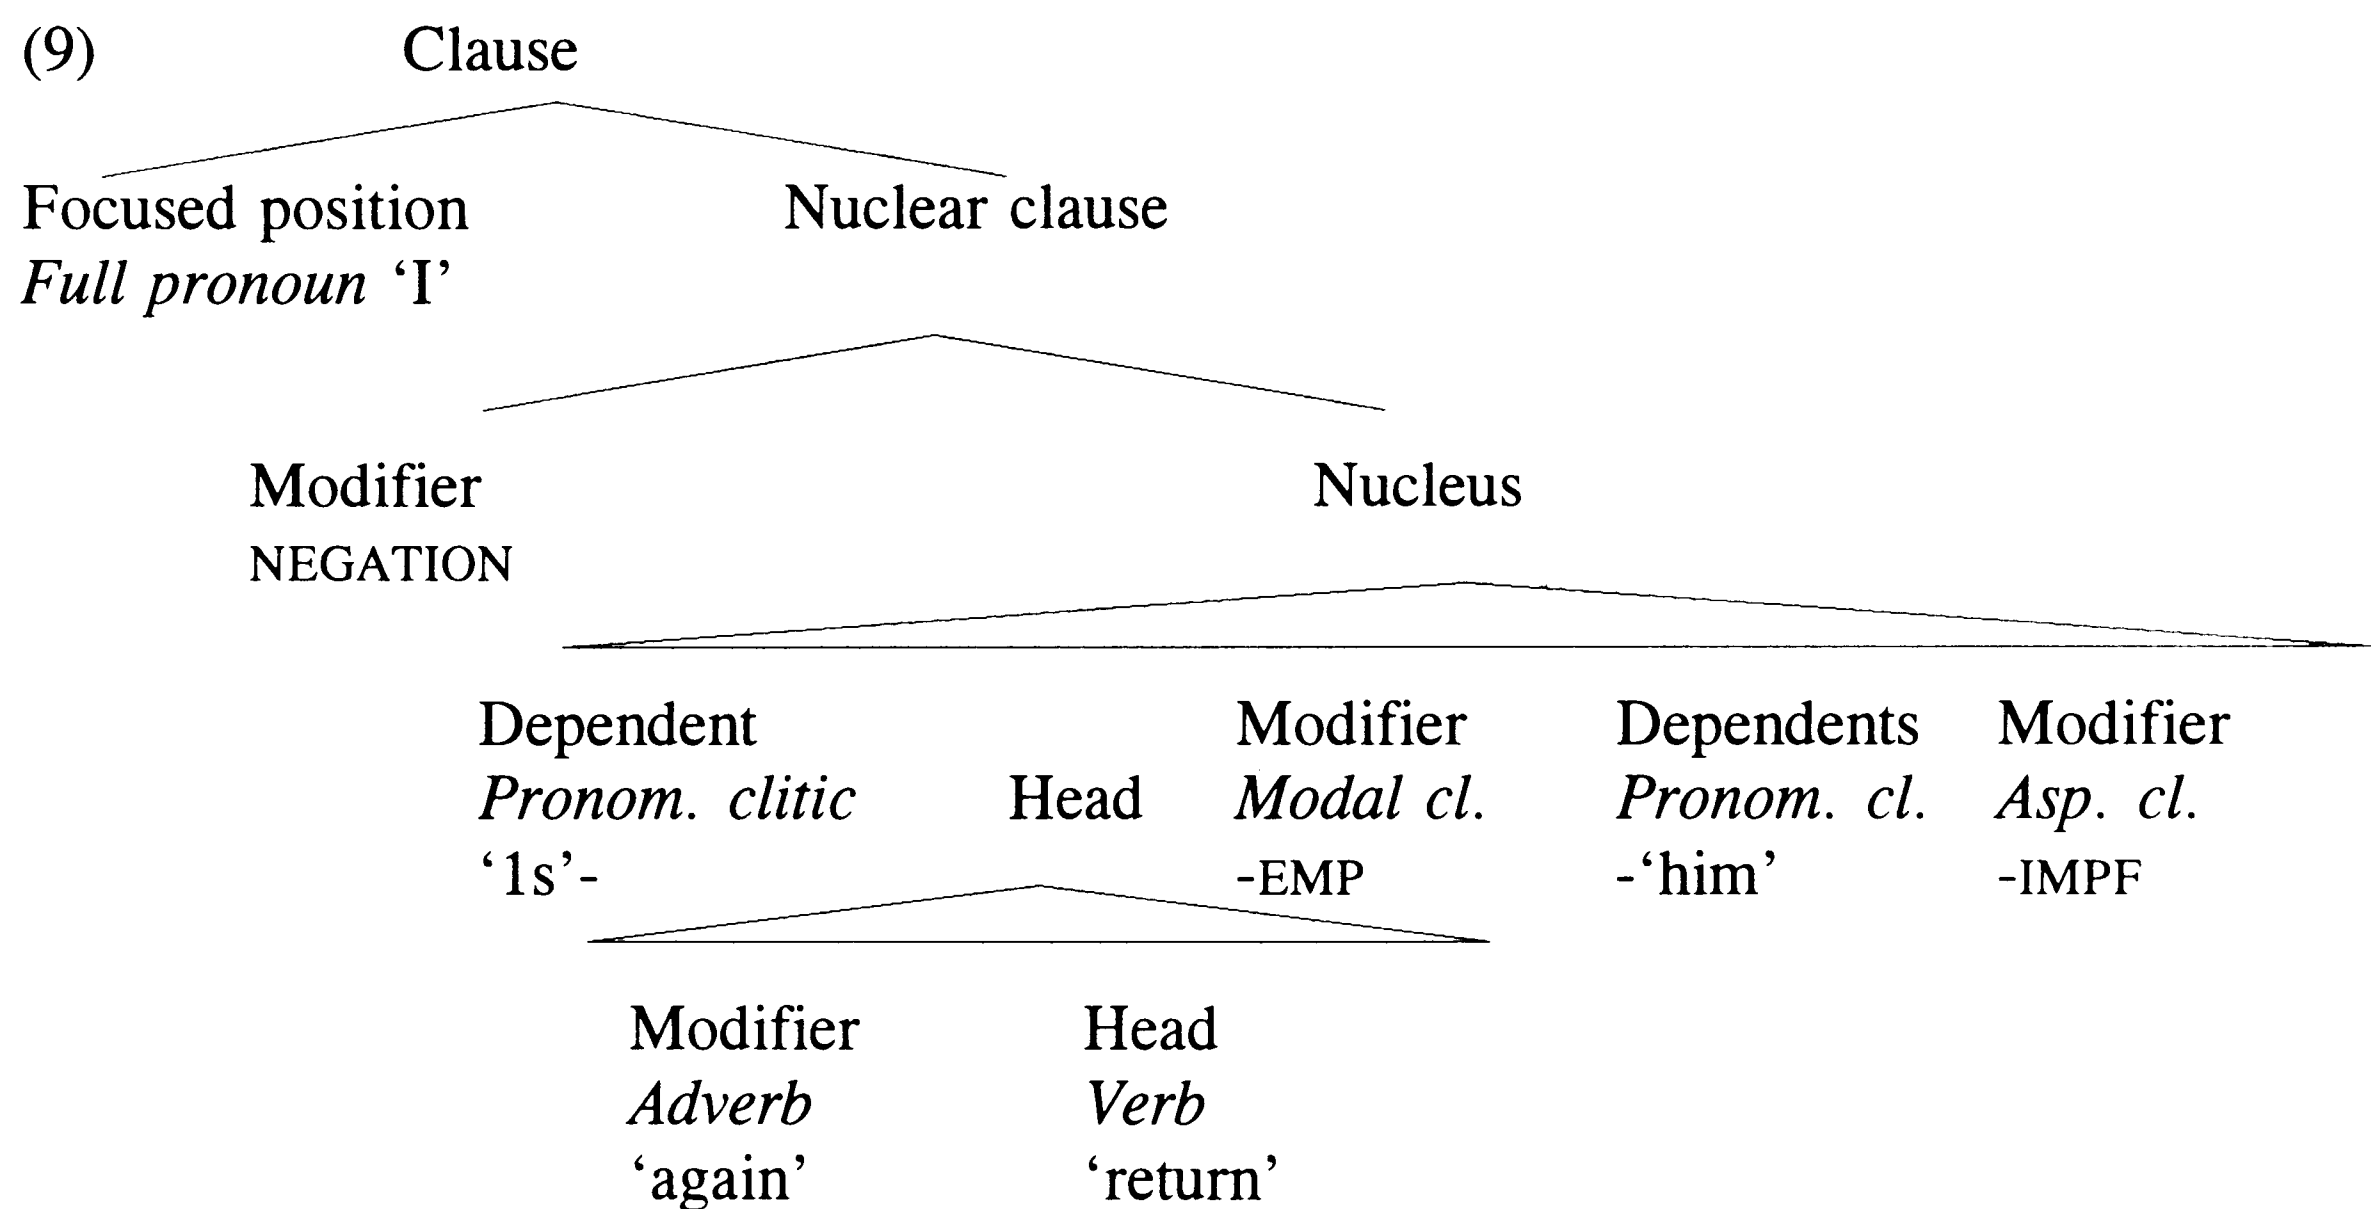 (9) Clause
Focused position Nuclear clause
Full pronoun ‘I’
Modifier Nucleus
NEGATION
Dependent Modifier Dependents Modifier
Pronom. clitic Head Modal cl. Pronom. cl. Asp. cl.
‘1s’- -EMP -‘him’ -IMPF
Modifier Head
Adverb Verb
‘again’ ‘return’